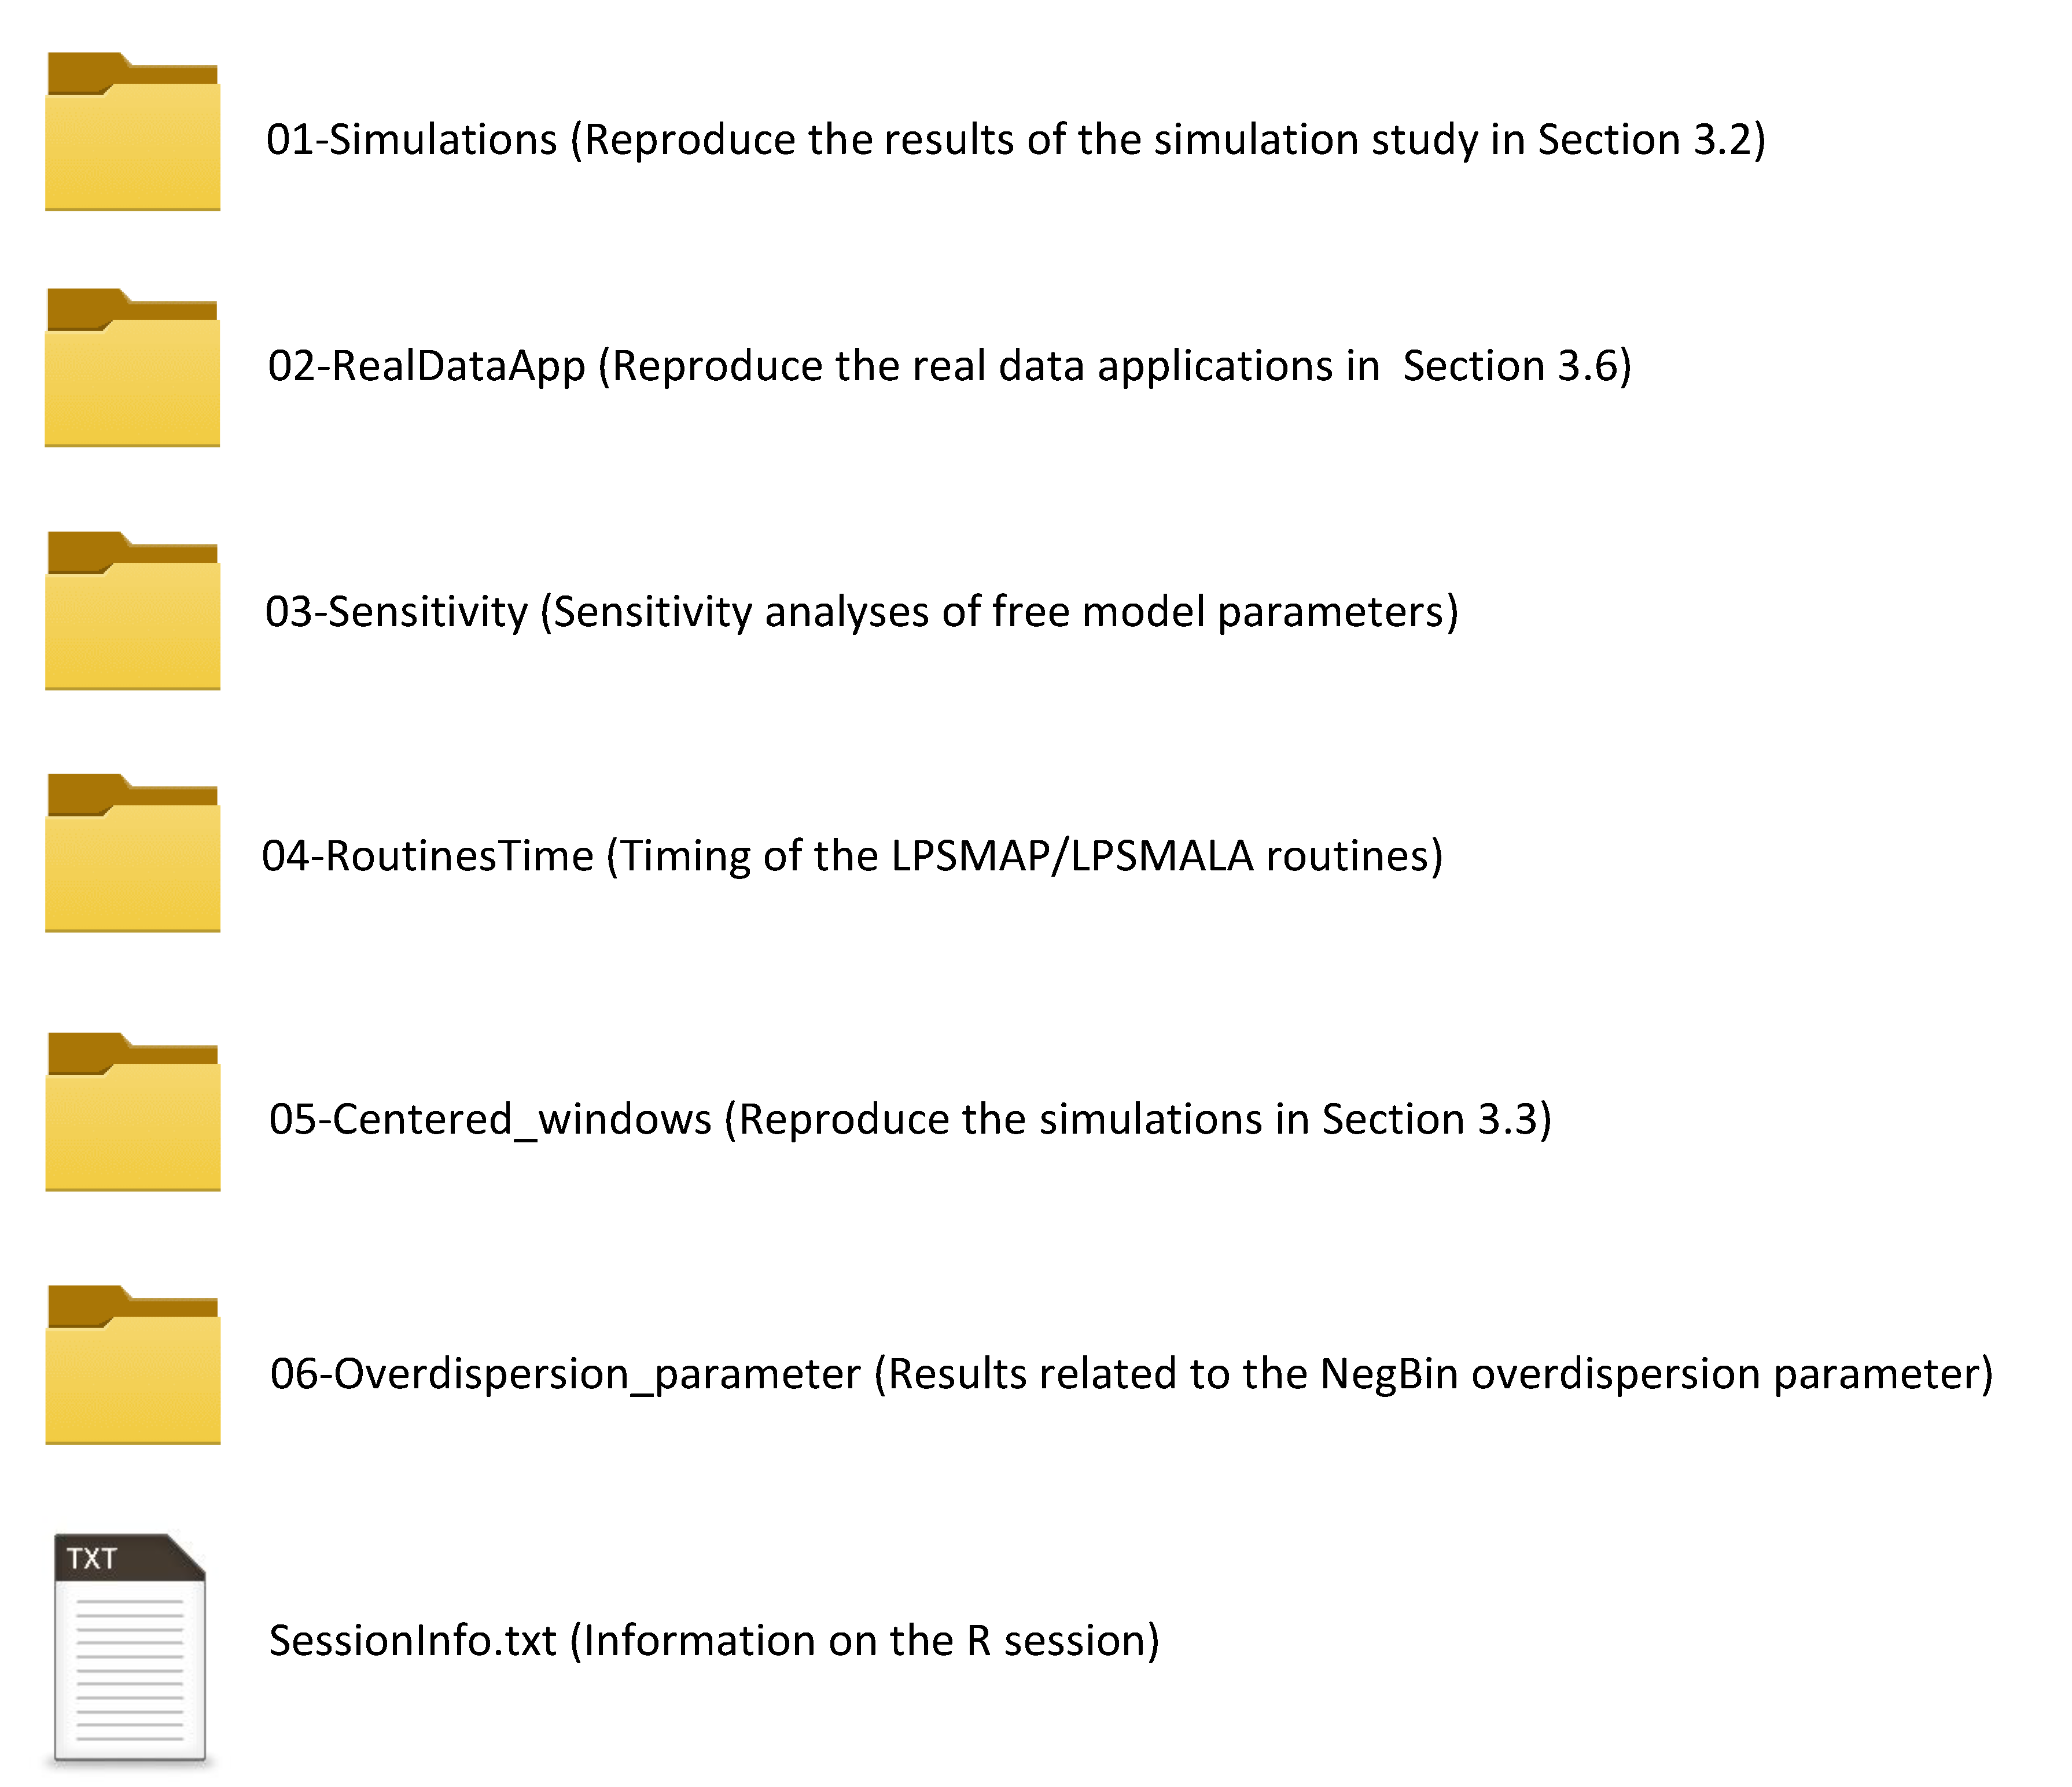 01-Simulations (Reproduce the results of the simulation study in Section 3.2)
02-RealDataApp (Reproduce the real data applications in  Section 3.6)
03-Sensitivity (Sensitivity analyses of free model parameters)
04-RoutinesTime (Timing of the LPSMAP/LPSMALA routines)
05-Centered_windows (Reproduce the simulations in Section 3.3)
06-Overdispersion_parameter (Results related to the NegBin overdispersion parameter)
TXT
SessionInfo.txt (Information on the R session)